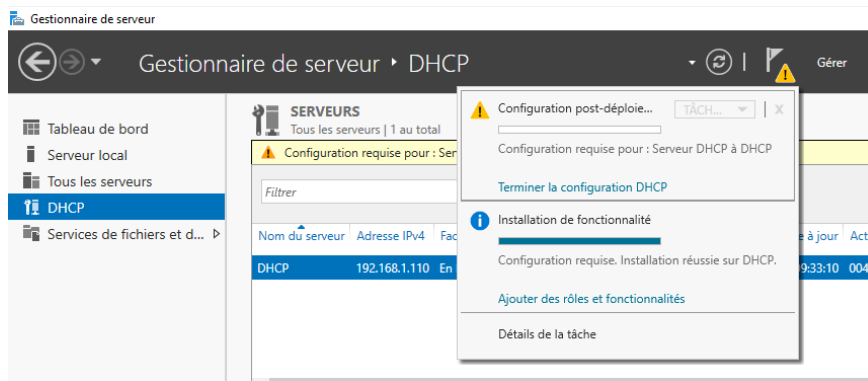 Gestionnaire de serveur
Gestionnaire de serveur • DHCP
Gérer
Tableau de bord
Serveur local
Tous les serveurs
DHCP
Services de fichiers et d...
SERVEURS
Tous les serveurs | 1 au total
Configuration requise pour : Ser
Filtrer
Nom du serveur Adresse IPv4 Fac
DHCP 192.168.1.110 En
Configuration post-déploie... TÂCH... X
Configuration requise pour : Serveur DHCP à DHCP
Terminer la configuration DHCP
Installation de fonctionnalité
Configuration requise. Installation réussie sur DHCP.
Ajouter des rôles et fonctionnalités
Détails de la tâche
e à jour Act
9:33:10 004